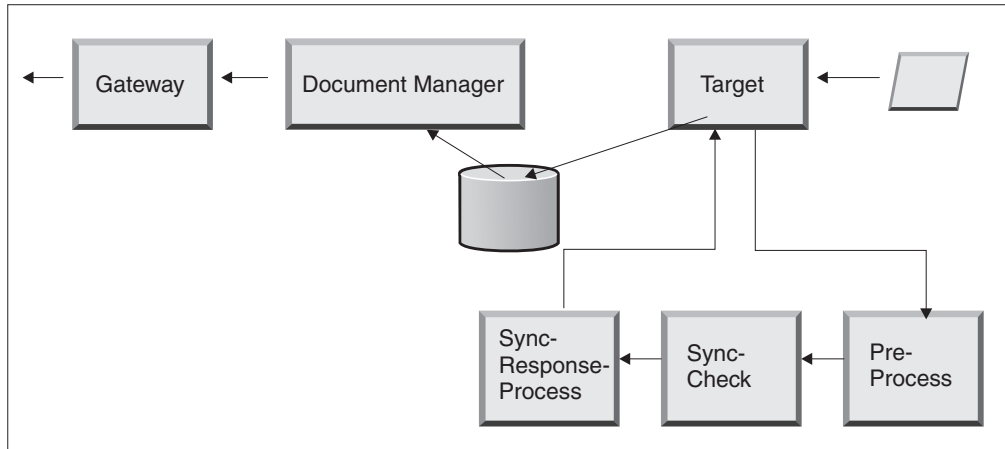 Gateway
Document Manager
Target
Sync-
Response-
Process
Sync-
Check
Pre-
Process